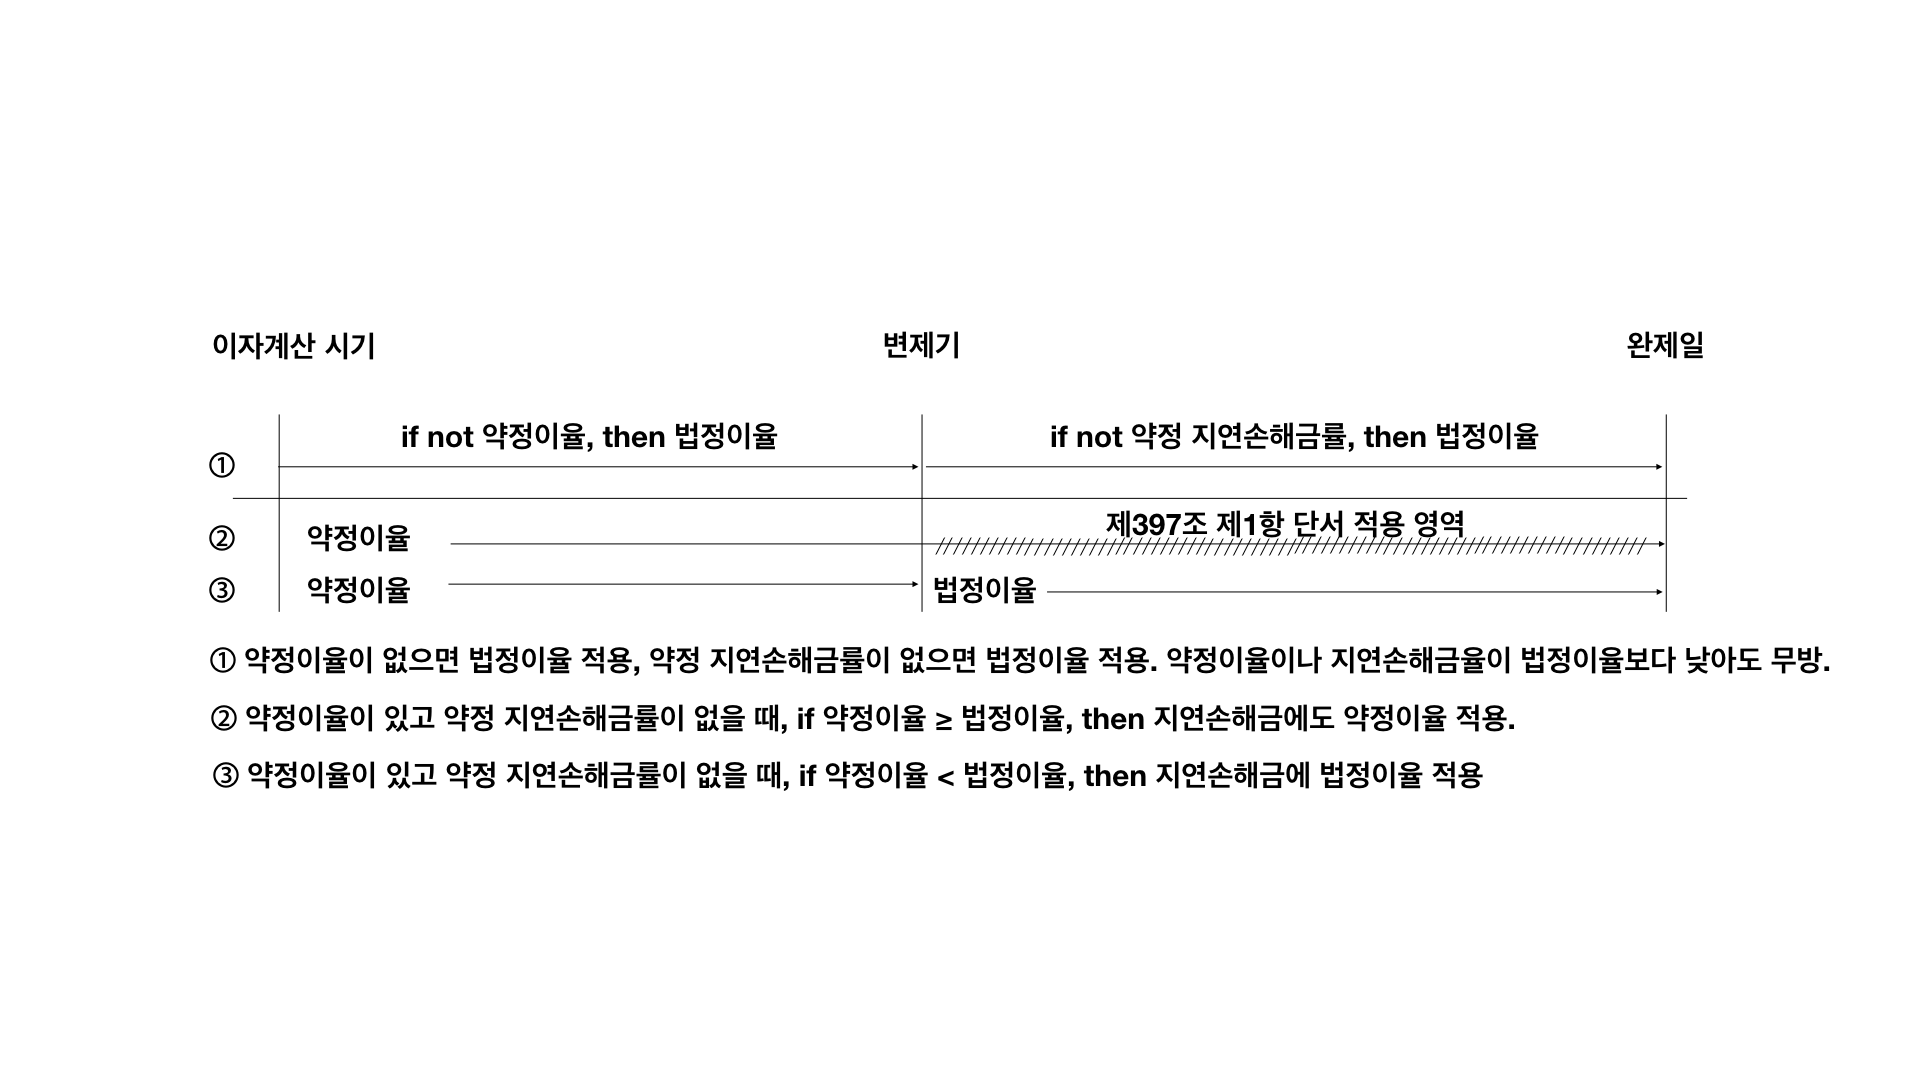 이자계산 시기 변제기 완제일
if not 약정이율, then 법정이율 if not 약정 지연손해금률, then 법정이율
①
제397조 제1항 단서 적용 영역
② 약정이율
③ 약정이율 법정이율
① 약정이율이 없으면 법정이율 적용, 약정 지연손해금률이 없으면 법정이율 적용. 약정이율이나 지연손해금율이 법정이율보다 낮아도 무방.
② 약정이율이 있고 약정 지연손해금률이 없을 때, if 약정이율 ≥ 법정이율, then 지연손해금에도 약정이율 적용.
③ 약정이율이 있고 약정 지연손해금률이 없을 때, if 약정이율 < 법정이율, then 지연손해금에 법정이율 적용